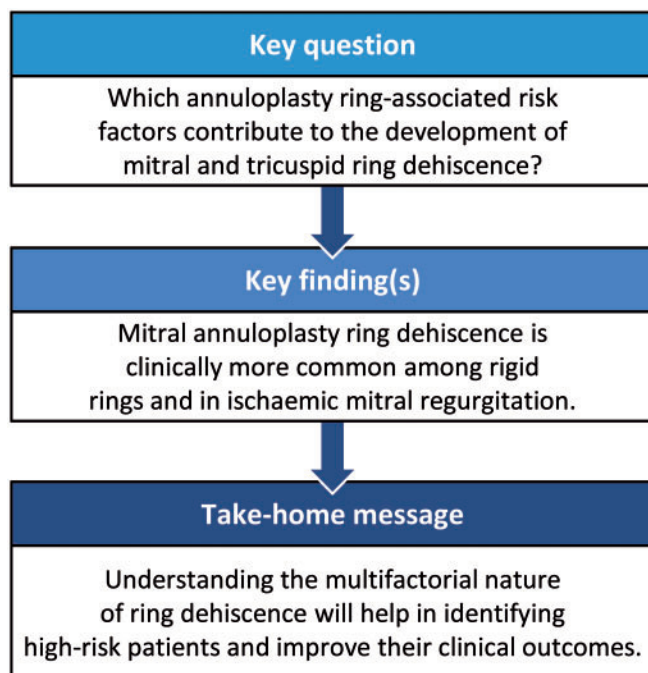 Key question
Which annuloplasty ring-associated risk
factors contribute to the development of
mitral and tricuspid ring dehiscence?
Key finding(s)
Mitral annuloplasty ring dehiscence is
clinically more common among rigid
rings and in ischaemic mitral regurgitation.
Take-home message
Understanding the multifactorial nature
of ring dehiscence will help in identifying
high-risk patients and improve their clinical outcomes.